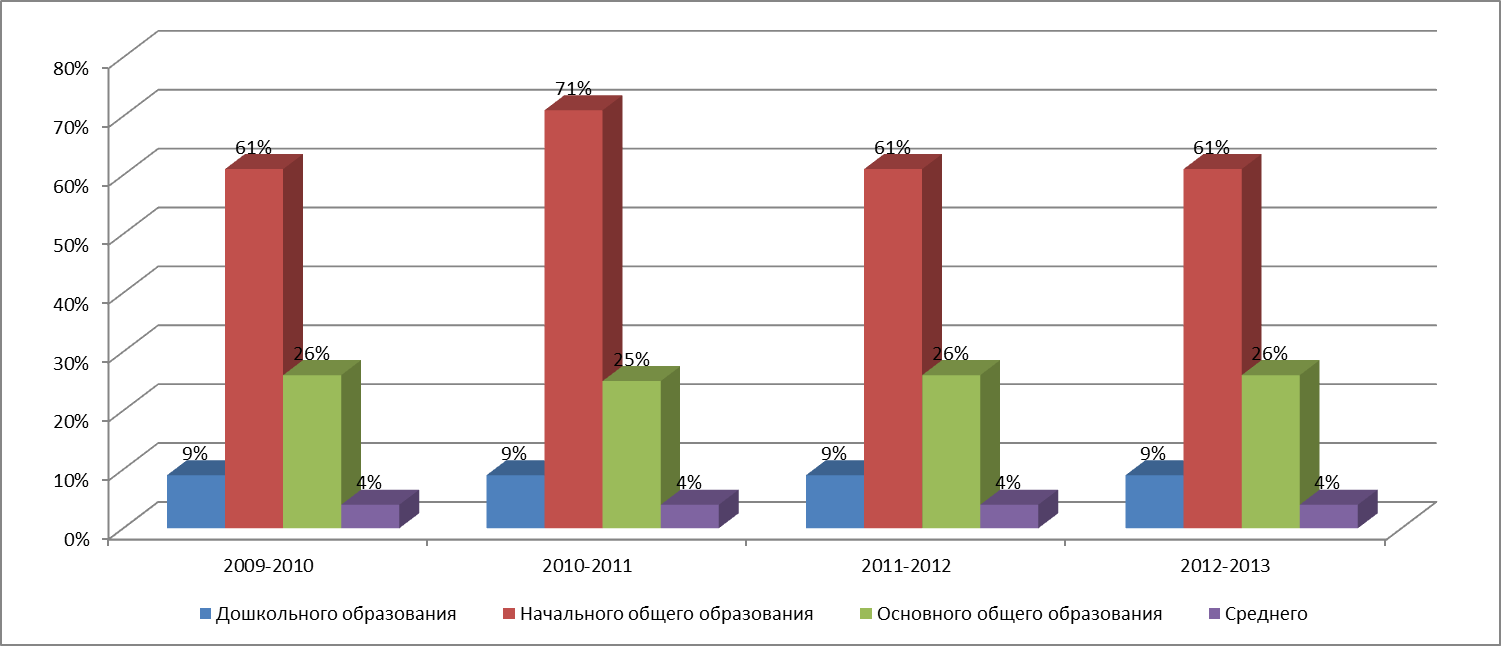 80%
70%
60%
50%
40%
30%
20%
10%
0%
9% 61% 26% 4%
9% 71% 25% 4%
9% 61% 26% 4%
9% 61% 26% 4%
2009-2010 2010-2011 2011-2012 2012-2013
Дошкольного образования Начального общего образования Основного общего образования Среднего